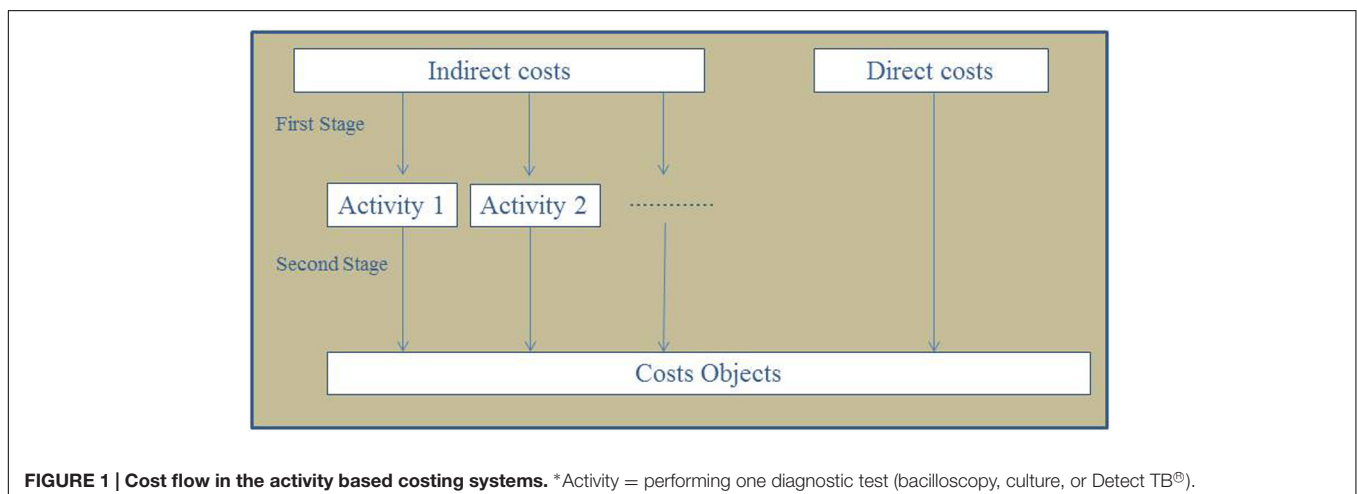 Indirect costs
Direct costs
First Stage
Activity 1
Activity 2
.............
Second Stage
Costs Objects
FIGURE 1 | Cost flow in the activity based costing systems. *Activity = performing one diagnostic test (bacilloscopy, culture, or Detect TB®).